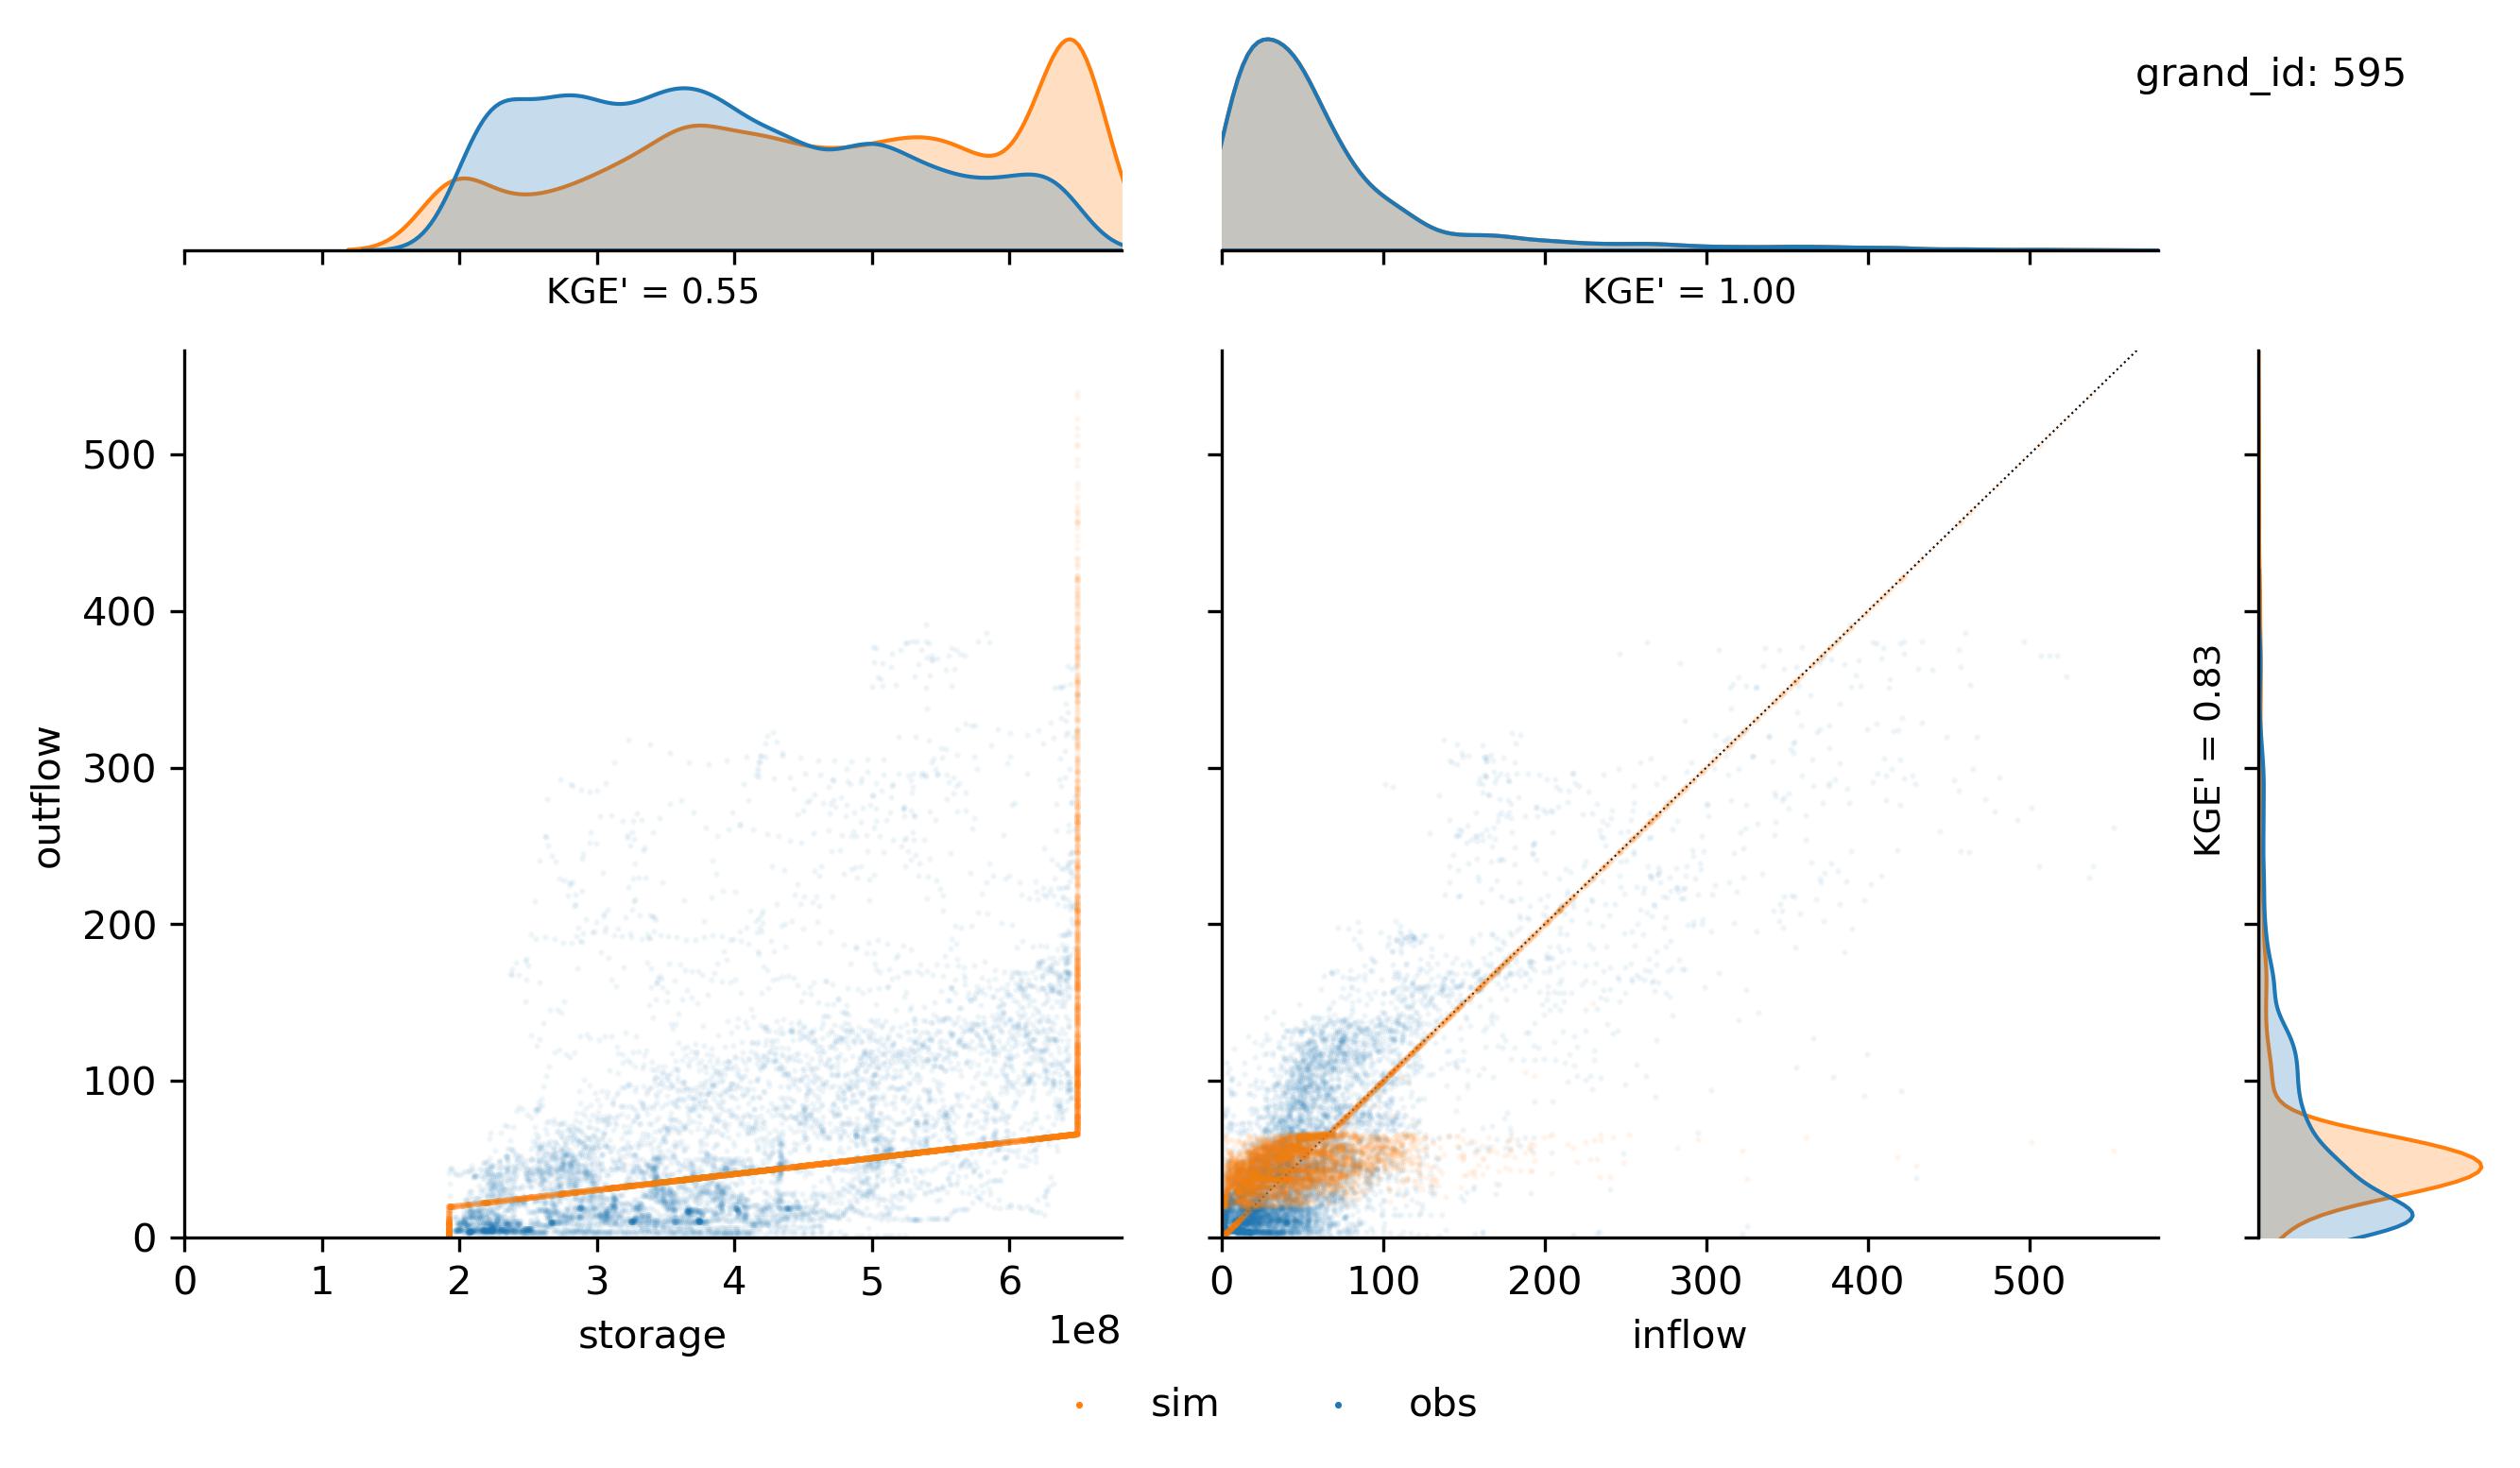 grand_id: 595
KGE' = 0.55
KGE' = 1.00
500
400
300
200
100
0
outflow
KGE' = 0.83
0 1 2 3 4 5 6
0 100 200 300 400 500
storage
1e8
inflow
sim
obs